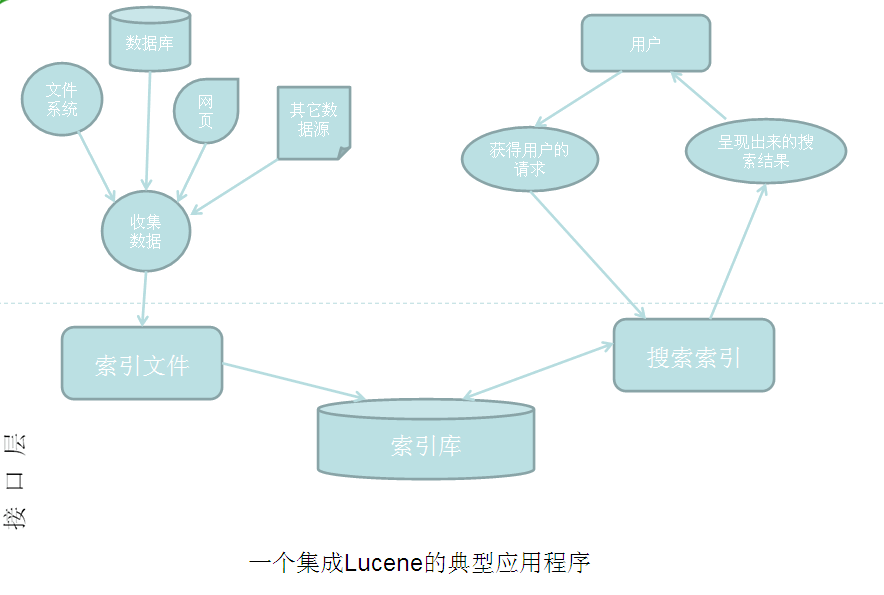 数据库
用户
文件
系统
网
页
其它数
据源
获得用户的
请求
呈现出来的搜
索结果
收集
数据
索引文件
搜索索引
索引库
接口层
一个集成Lucene的典型应用程序